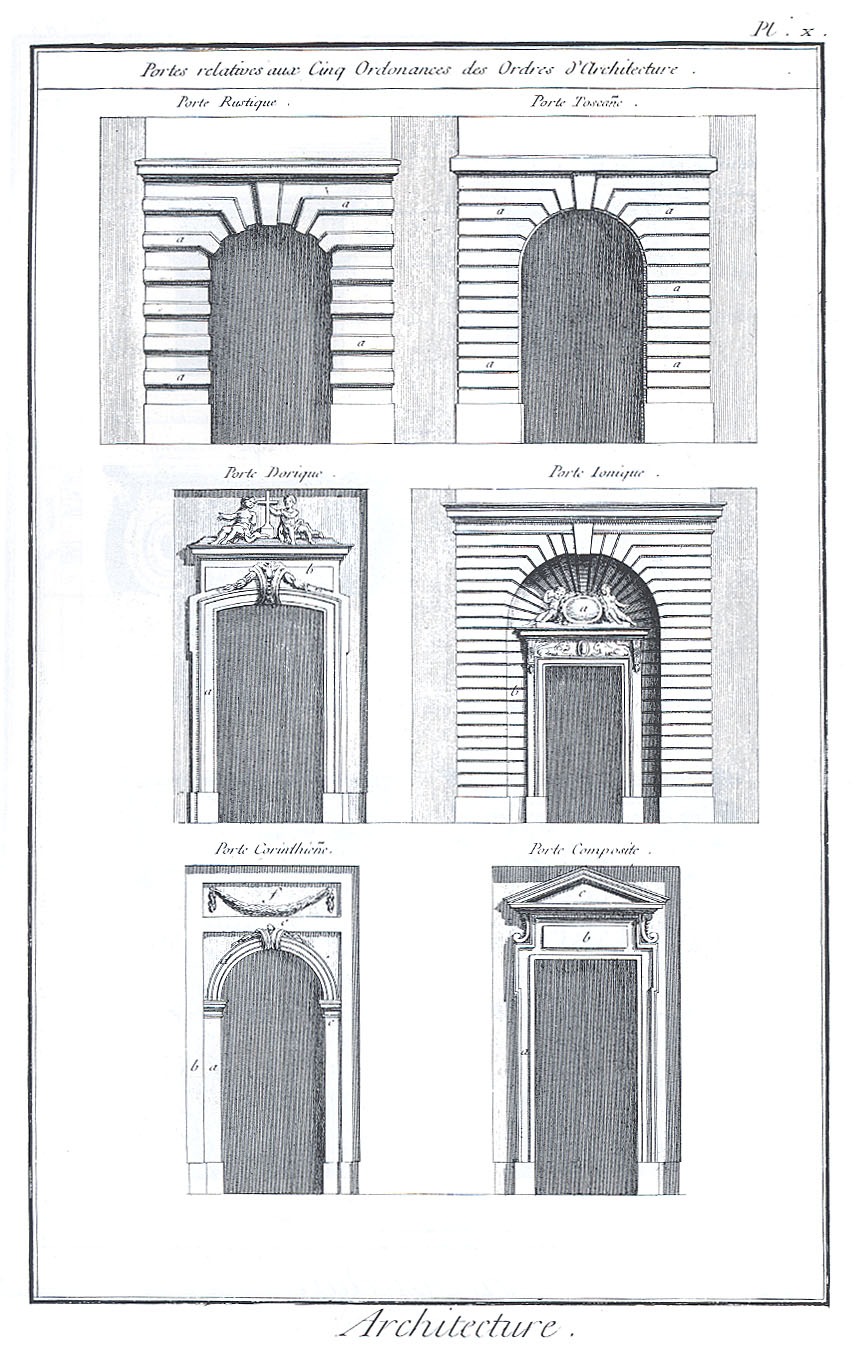 Pl. x.
Portes relatives aux Cinq Ordonances des Ordres d'Architecture.
Porte Rustique.
Porte Toscañe.
a
a
a
a
a
a
a
a
a
a
Porte Dorique.
Porte Ionique.
b
a
a
b
Porte Corinthieñe.
Porte Composite.
f
c
e
b
e
b a
a
Architecture.